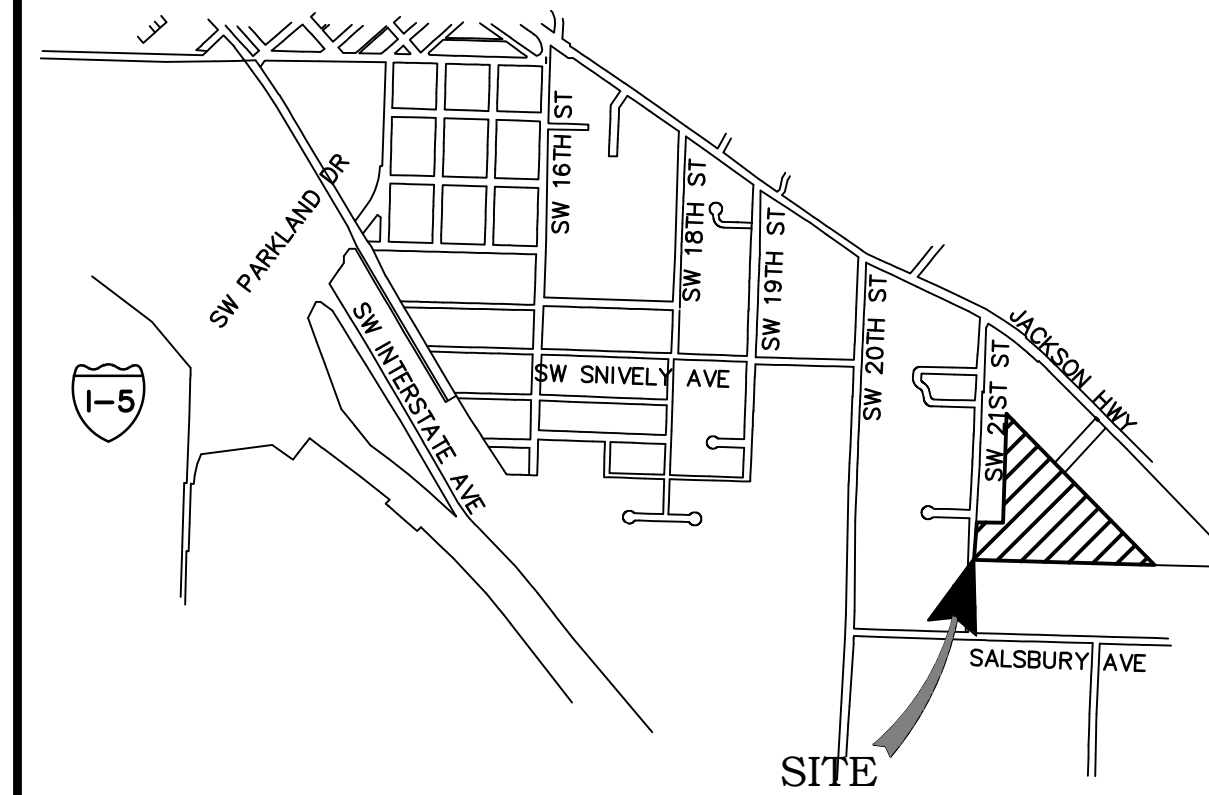 SW 16TH ST
SW PARKLAND DR
SW 18TH ST
SW 19TH ST
SW 20TH ST
JACKSON HWY
SW INTERSTATE AVE
SW 21ST ST
SW SNIVELY AVE
I-5
SALSBURY AVE
SITE